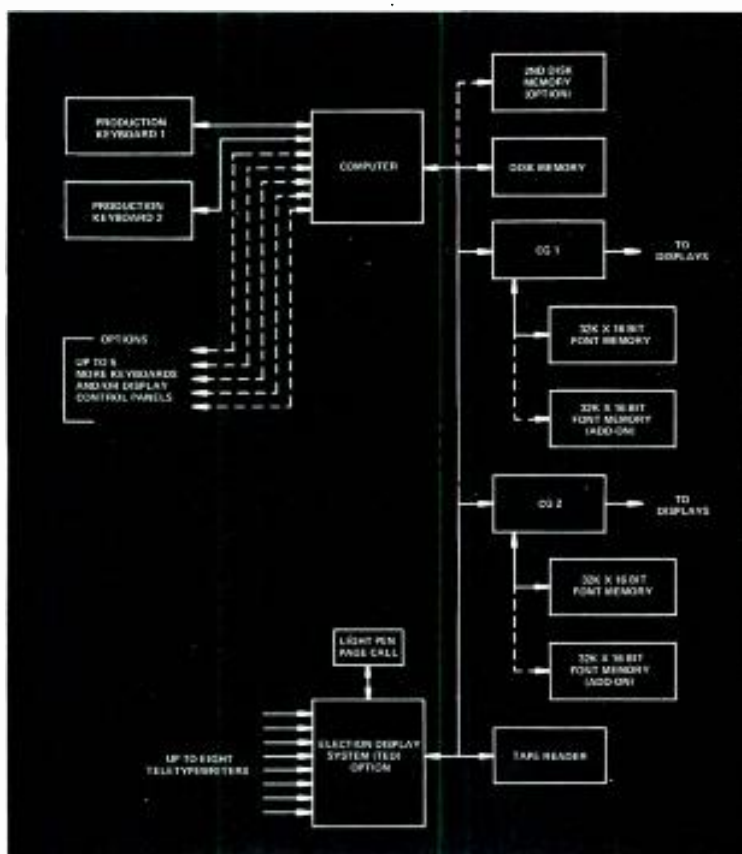 PRODUCTION
KEYBOARD 1
PRODUCTION
KEYBOARD 2
COMPUTER
2ND DISK
MEMORY
(OPTION)
DISK MEMORY
CG 1
TO
DISPLAYS
32K X 16 BIT
FONT MEMORY
32K X 16 BIT
FONT MEMORY
(ADD-ON)
OPTIONS
UP TO 5
MORE KEYBOARDS
AND/OR DISPLAY
CONTROL PANELS
CG 2
TO
DISPLAYS
32K X 16 BIT
FONT MEMORY
32K X 16 BIT
FONT MEMORY
(ADD-ON)
LIGHT PEN
PAGE CALL
UP TO EIGHT
TELETYPEWRITERS
ELECTION DISPLAY
SYSTEM (TED)
OPTION
TAPE READER